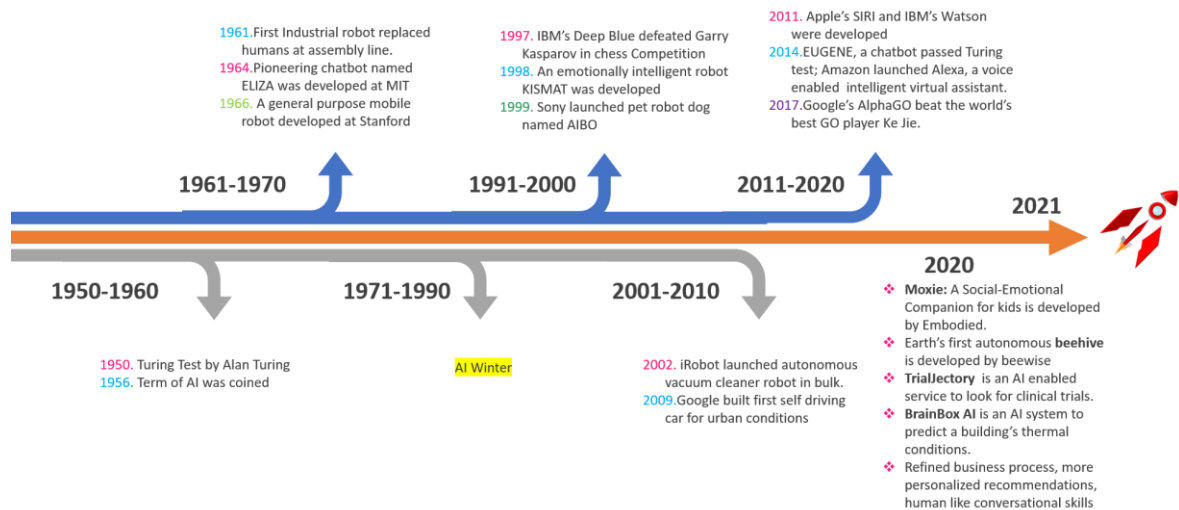 1961.First Industrial robot replaced
humans at assembly line.
1964.Pioneering chatbot named
ELIZA was developed at MIT
1966. A general purpose mobile
robot developed at Stanford
1997. IBM's Deep Blue defeated Garry
Kasparov in chess Competition
1998. An emotionally intelligent robot
KISMAT was developed
1999. Sony launched pet robot dog
named AIBO
2011. Apple's SIRI and IBM's Watson
were developed
2014.EUGENE, a chatbot passed Turing
test; Amazon launched Alexa, a voice
enabled intelligent virtual assistant.
2017.Google's AlphaGO beat the world's
best GO player Ke Jie.
1961-1970
1991-2000
2011-2020
2021
1950-1960
1971-1990
2001-2010
2020
1950. Turing Test by Alan Turing
1956. Term of AI was coined
AI Winter
2002. iRobot launched autonomous
vacuum cleaner robot in bulk.
2009.Google built first self driving
car for urban conditions
Moxie: A Social-Emotional
Companion for kids is developed
by Embodied.
Earth's first autonomous beehive
is developed by beewise
TrialJectory is an AI enabled
service to look for clinical trials.
BrainBox AI is an AI system to
predict a building's thermal
conditions.
Refined business process, more
personalized recommendations,
human like conversational skills